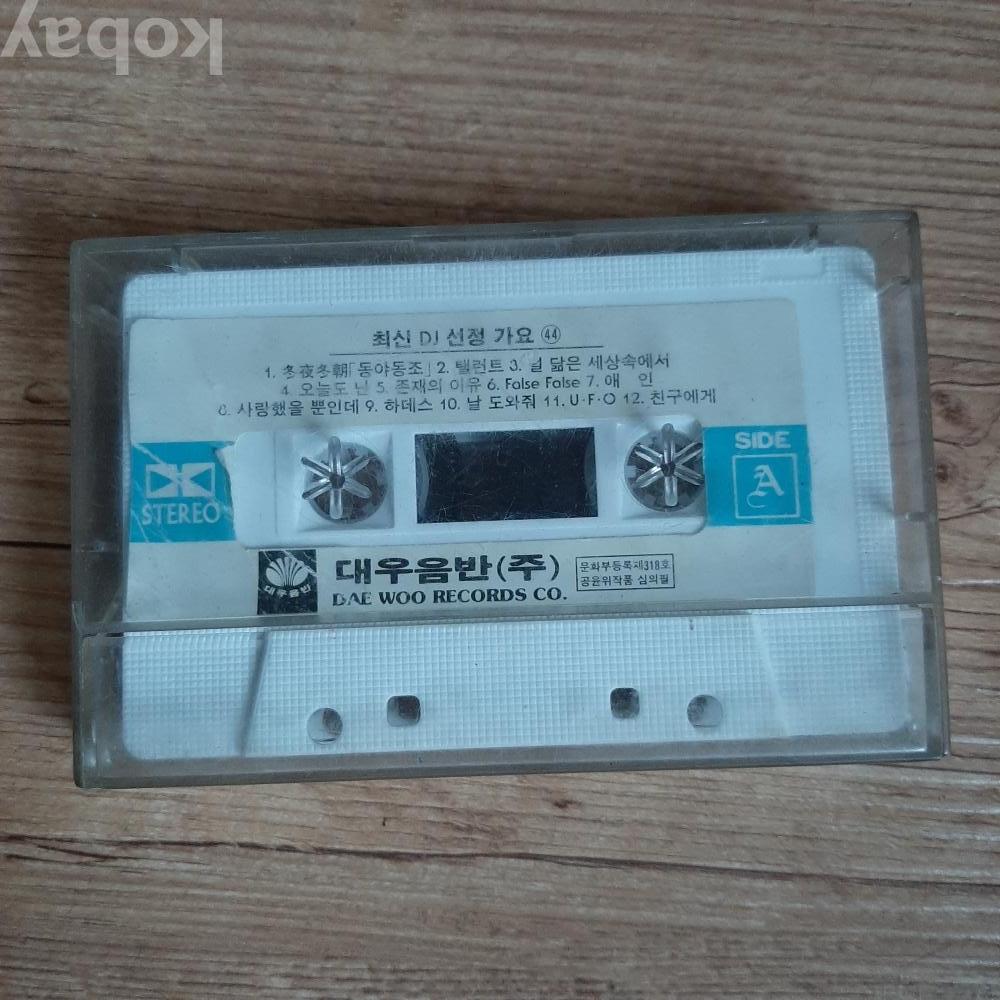 kobay
최신 DJ 선정 가요 ㊹
1. 冬夜冬朝「동야동조」 2. 탤런트 3. 널 닮은 세상속에서
4. 오늘도 난 5. 존재의 이유 6. False False 7. 애 인
8. 사랑했을 뿐인데 9. 하데스 10. 날 도와줘 11. U·F·O 12. 친구에게
SIDE
A
STEREO
대우음반
대우음반(주)
DAE WOO RECORDS CO.
문화부등록제318호
공윤위작품 심의필